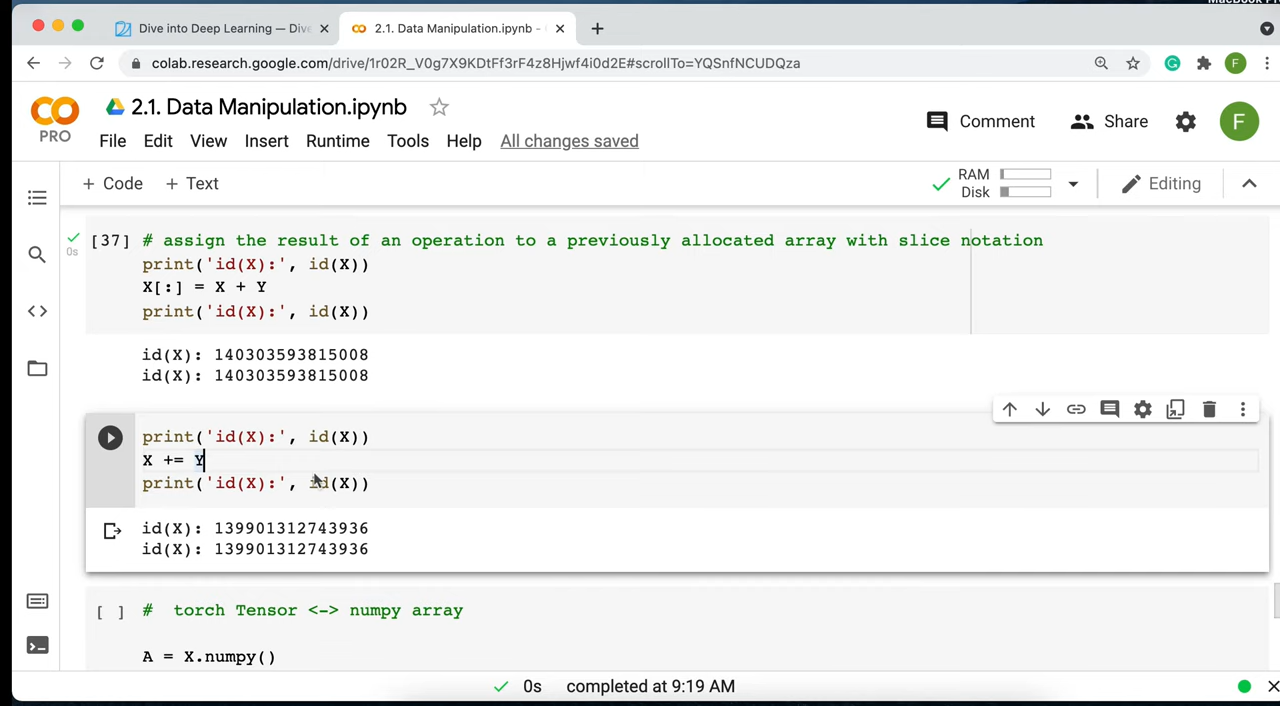 Dive into Deep Learning — Dive
2.1. Data Manipulation.ipynb -
colab.research.google.com/drive/1r02R_V0g7X9KDtFf3rF4z8Hjwf4i0d2E#scrollTo=YQSnfNCUDQza
F
PRO
2.1. Data Manipulation.ipynb
File Edit View Insert Runtime Tools Help All changes saved
Comment Share F
+ Code + Text
RAM
Disk
Editing
0s
[37] # assign the result of an operation to a previously allocated array with slice notation
print('id(X):', id(X))
X[:] = X + Y
print('id(X):', id(X))
id(X): 140303593815008
id(X): 140303593815008
print('id(X):', id(X))
X += Y
print('id(X):', id(X))
id(X): 139901312743936
id(X): 139901312743936
[ ] # torch Tensor <-> numpy array
A = X.numpy()
0s completed at 9:19 AM